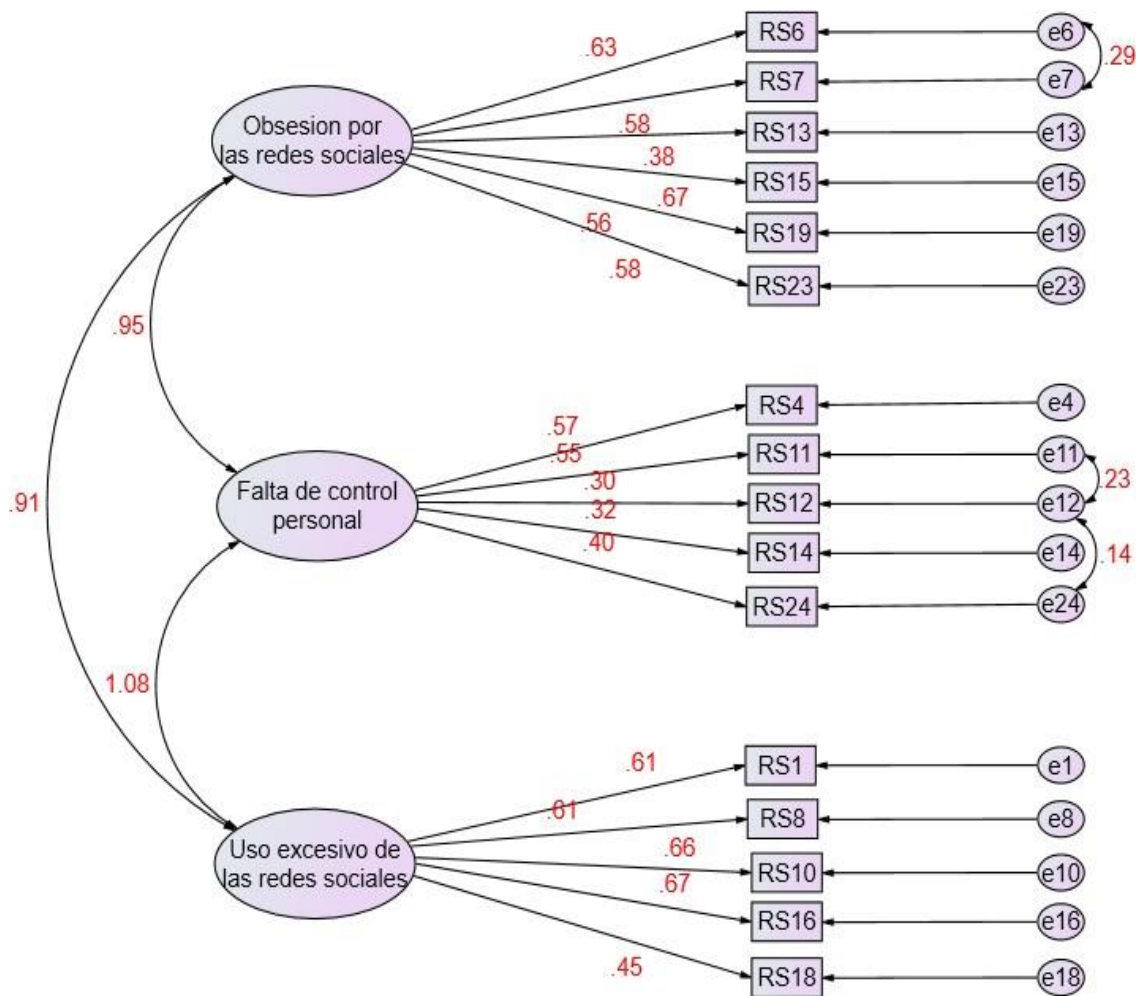 RS6
e6
.63
.29
RS7
e7
Obsesion por
las redes sociales
.58
RS13
e13
.38
RS15
e15
.67
RS19
e19
.56
.58
RS23
e23
.95
RS4
e4
.57
.55
RS11
e11
.30
.23
Falta de control
personal
RS12
e12
.91
.32
.40
RS14
e14
.14
RS24
e24
1.08
.61
RS1
e1
.61
RS8
e8
Uso excesivo de
las redes sociales
.66
RS10
e10
.67
RS16
e16
.45
RS18
e18